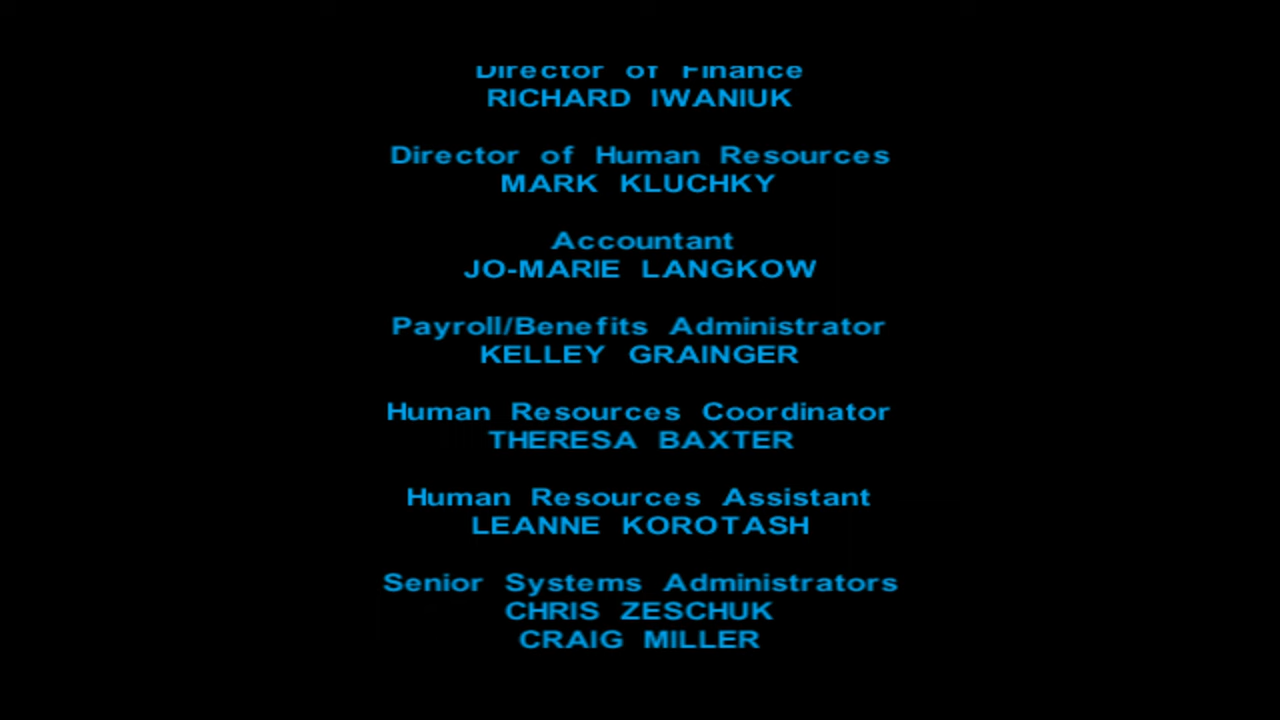 Director of Finance
RICHARD IWANIUK
Director of Human Resources
MARK KLUCHKY
Accountant
JO-MARIE LANGKOW
Payroll/Benefits Administrator
KELLEY GRAINGER
Human Resources Coordinator
THERESA BAXTER
Human Resources Assistant
LEANNE KOROTASH
Senior Systems Administrators
CHRIS ZESCHUK
CRAIG MILLER